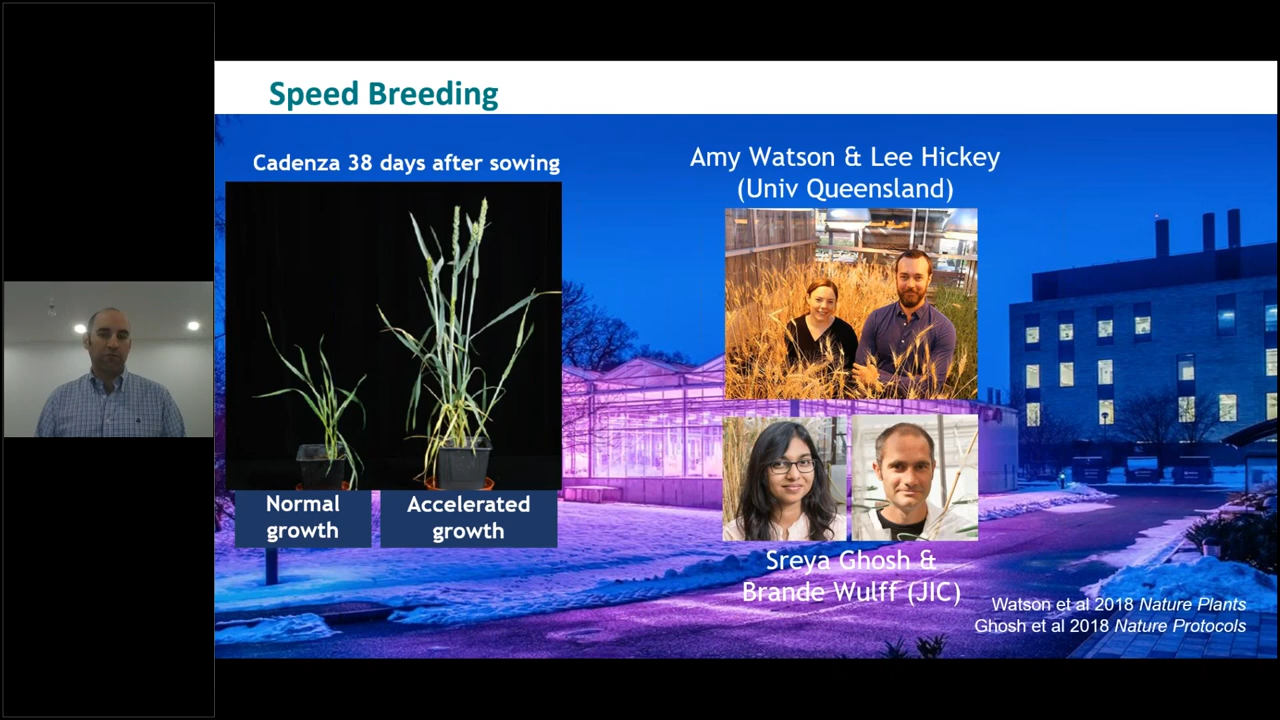 Speed Breeding
Cadenza 38 days after sowing
Normal
growth
Accelerated
growth
Amy Watson & Lee Hickey
(Univ Queensland)
Sreya Ghosh &
Brande Wulff (JIC)
Watson et al 2018 Nature Plants
Ghosh et al 2018 Nature Protocols